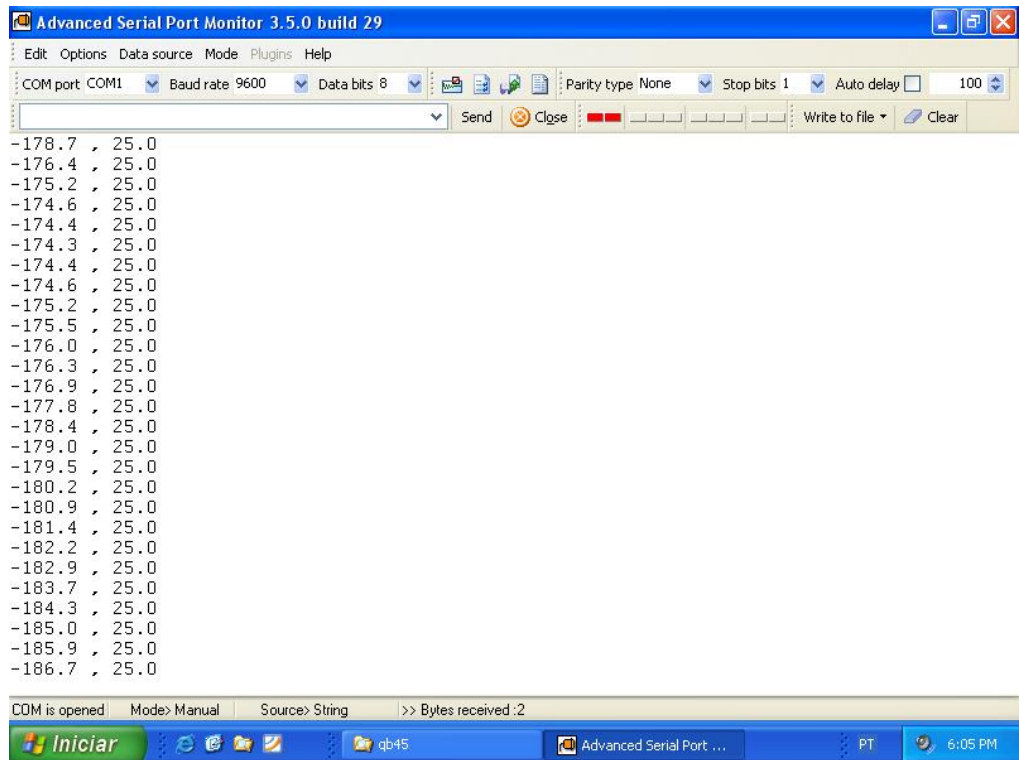 Advanced Serial Port Monitor 3.5.0 build 29
Edit Options Data source Mode Plugins Help
COM port COM1 Baud rate 9600 Data bits 8 Parity type None Stop bits 1 Auto delay 100
Send Close Write to file Clear
-178.7 , 25.0
-176.4 , 25.0
-175.2 , 25.0
-174.6 , 25.0
-174.4 , 25.0
-174.3 , 25.0
-174.4 , 25.0
-174.6 , 25.0
-175.2 , 25.0
-175.5 , 25.0
-176.0 , 25.0
-176.3 , 25.0
-176.9 , 25.0
-177.8 , 25.0
-178.4 , 25.0
-179.0 , 25.0
-179.5 , 25.0
-180.2 , 25.0
-180.9 , 25.0
-181.4 , 25.0
-182.2 , 25.0
-182.9 , 25.0
-183.7 , 25.0
-184.3 , 25.0
-185.0 , 25.0
-185.9 , 25.0
-186.7 , 25.0
COM is opened Mode> Manual Source> String >> Bytes received :2
Iniciar qb45 Advanced Serial Port ... PT 6:05 PM